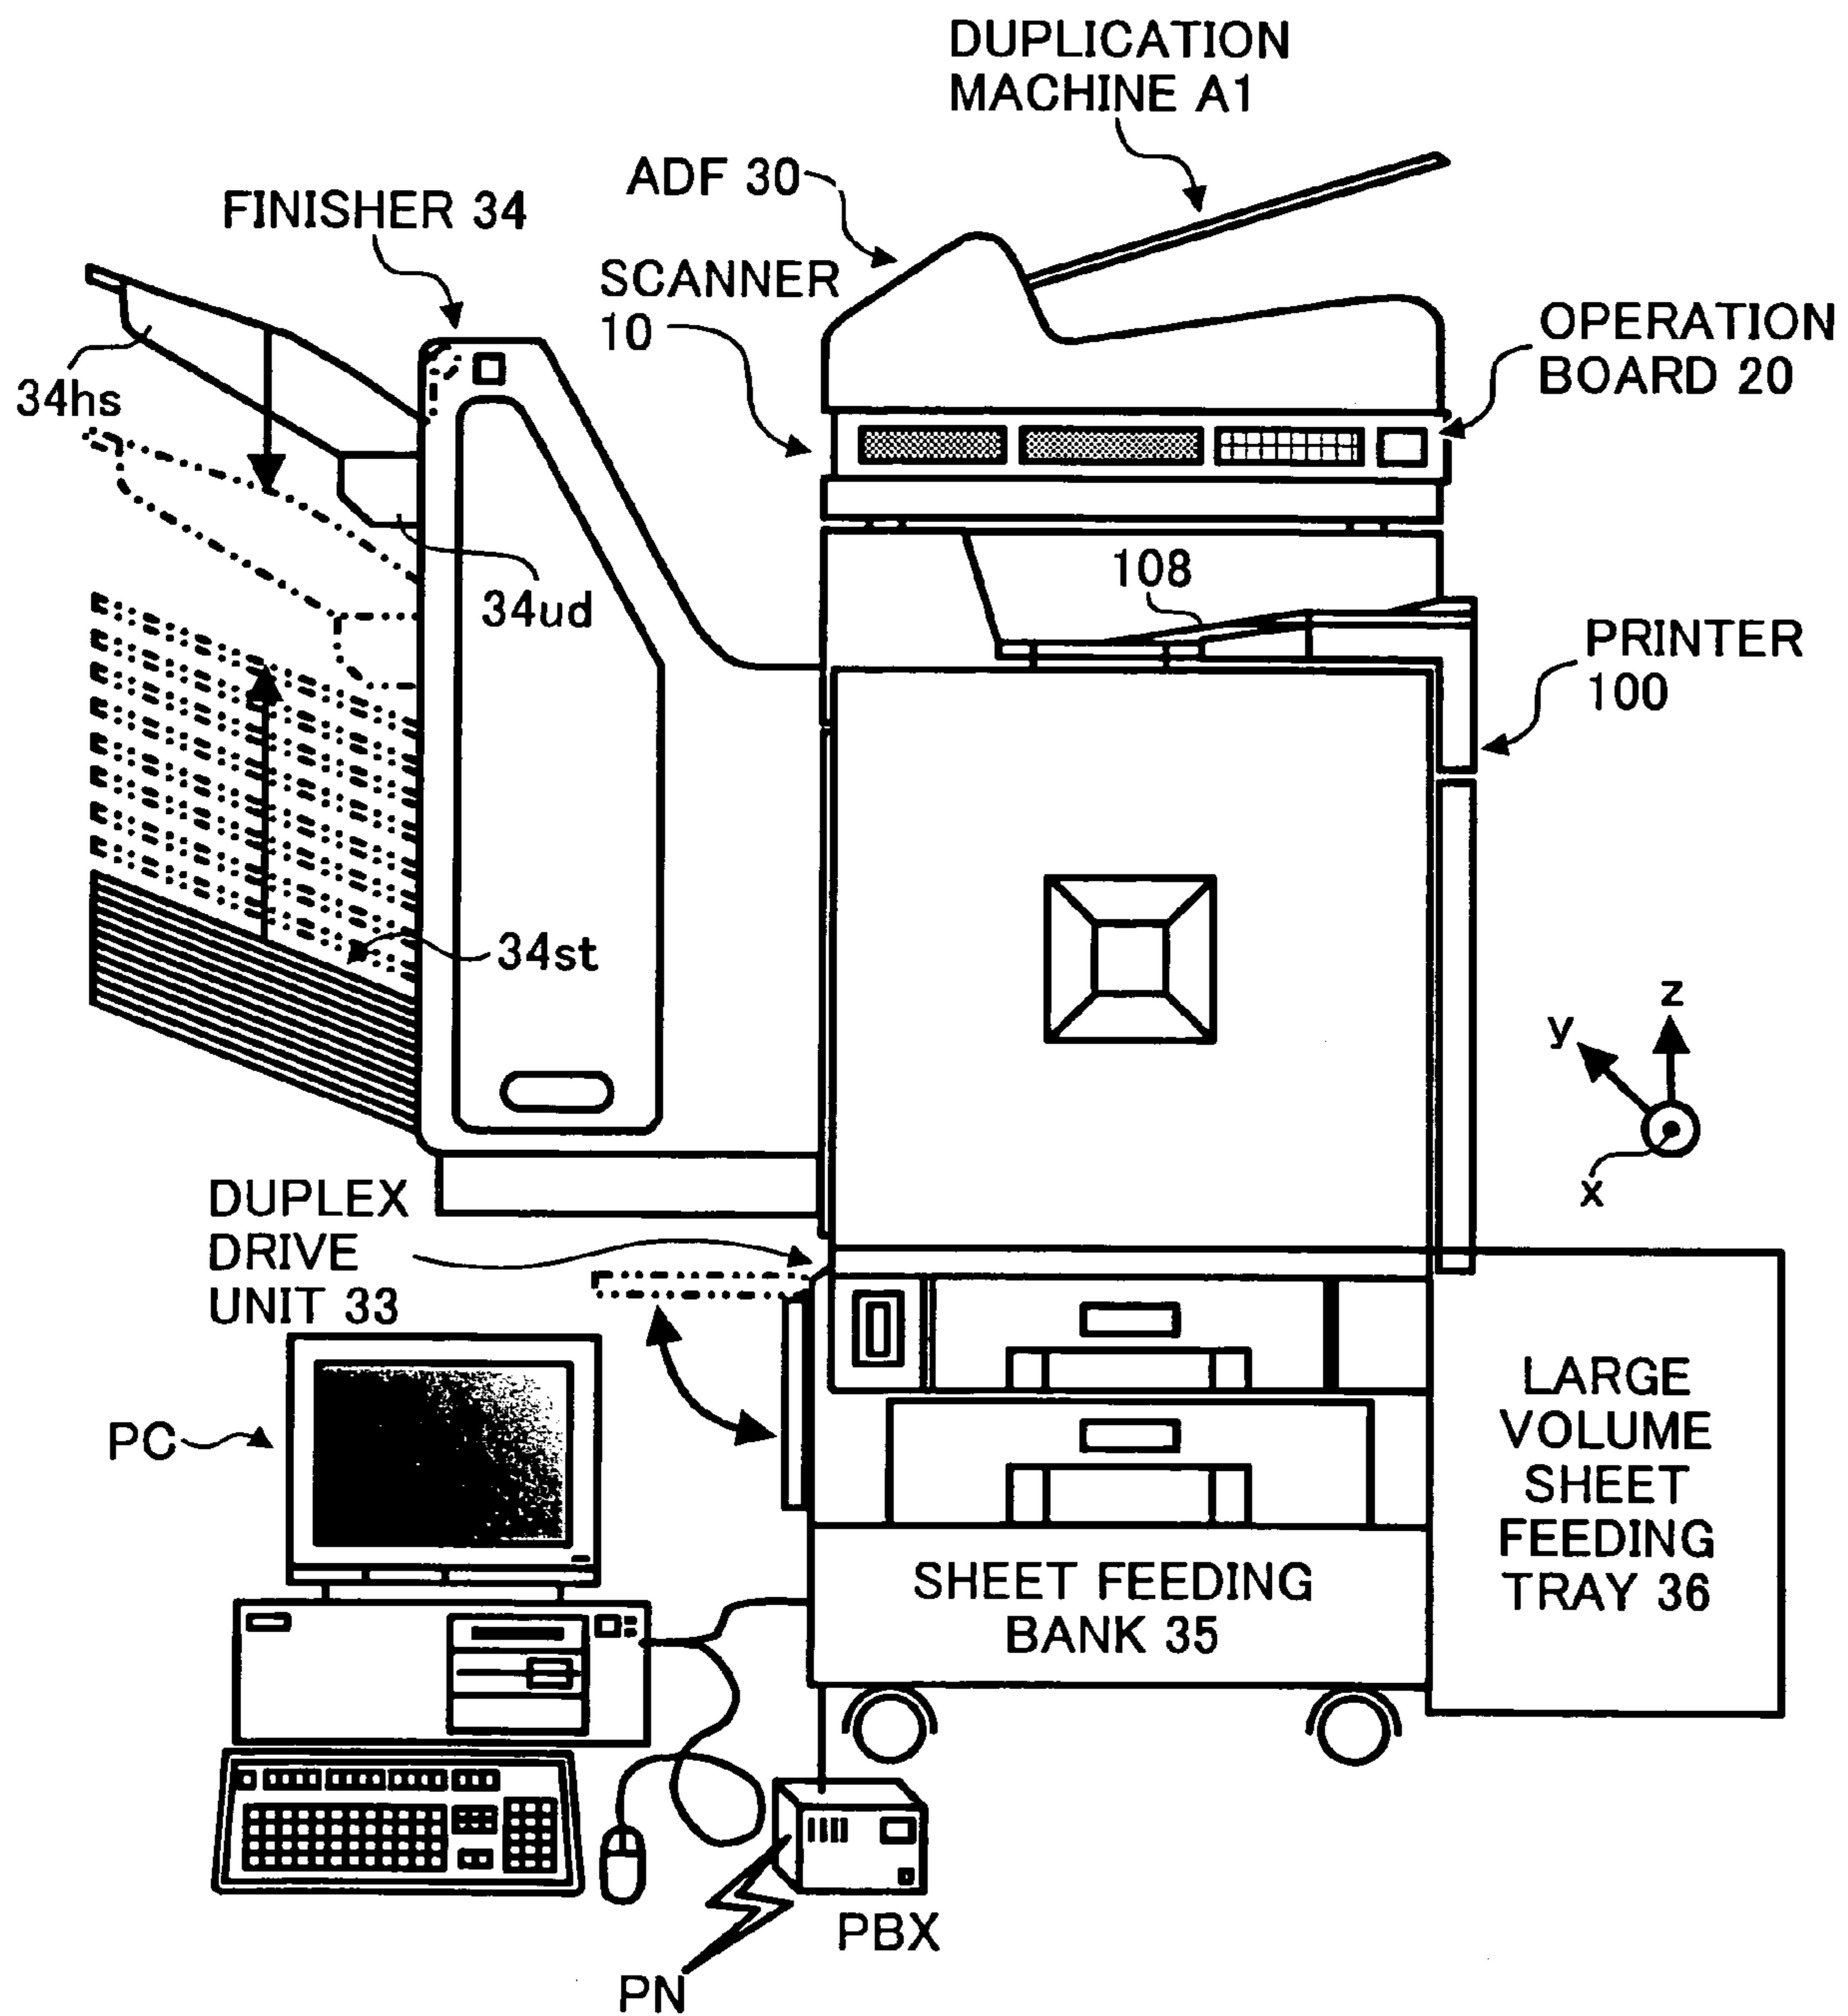 DUPLICATION
MACHINE A1
ADF 30
FINISHER 34
SCANNER
10
OPERATION
BOARD 20
34hs
108
34ud
PRINTER
100
34st
z
y
x
DUPLEX
DRIVE
UNIT 33
LARGE
VOLUME
SHEET
FEEDING
TRAY 36
PC
SHEET FEEDING
BANK 35
PBX
PN